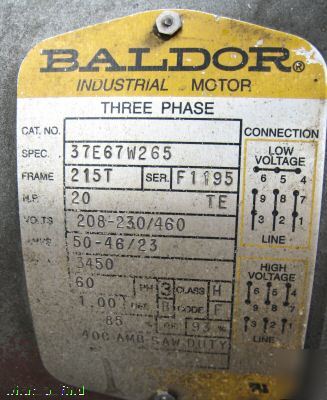 BALDOR®
INDUSTRIAL MOTOR
THREE PHASE
CAT. NO.
SPEC. 37E67W265
FRAME 215T SER. F1195
H.P. 20 TE
VOLTS 208-230/460
50-46/23
3450
60 PH 3 CLASS H
1.00 B CODE F
85 93 %
40C AMB SAW DUTY
CONNECTION
LOW VOLTAGE
6 5 4
9 8 7
3 2 1
LINE
HIGH VOLTAGE
6 5 4
9 8 7
3 2 1
LINE